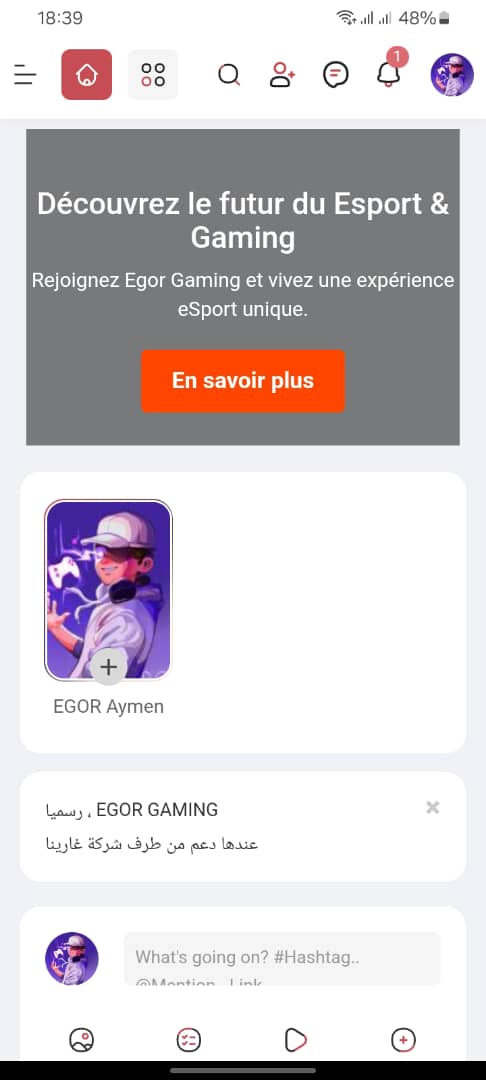 18:39
48%
1
Découvrez le futur du Esport &
Gaming
Rejoignez Egor Gaming et vivez une expérience
eSport unique.
En savoir plus
EGOR Aymen
رسميا ، EGOR GAMING
عندها دعم من طرف شركة غارينا
What's going on? #Hashtag..
@Mention.. Link..